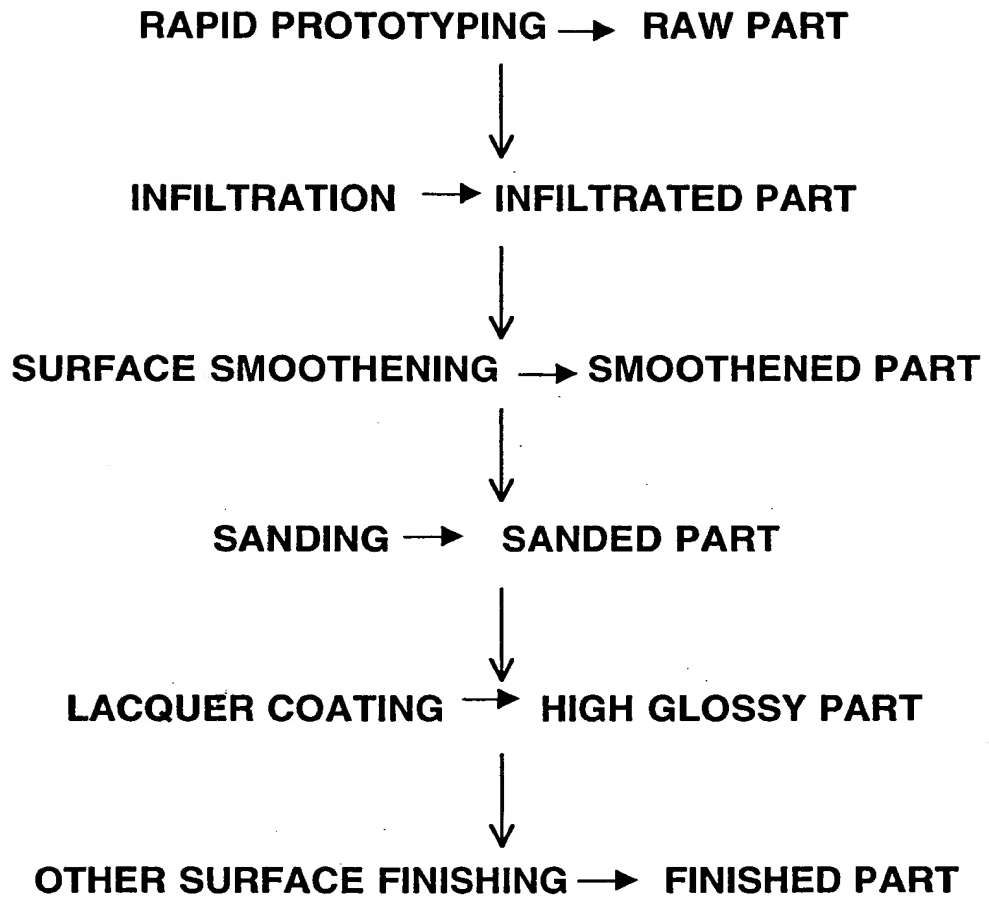 RAPID PROTOTYPING → RAW PART
INFILTRATION → INFILTRATED PART
SURFACE SMOOTHENING → SMOOTHENED PART
SANDING → SANDED PART
LACQUER COATING → HIGH GLOSSY PART
OTHER SURFACE FINISHING → FINISHED PART